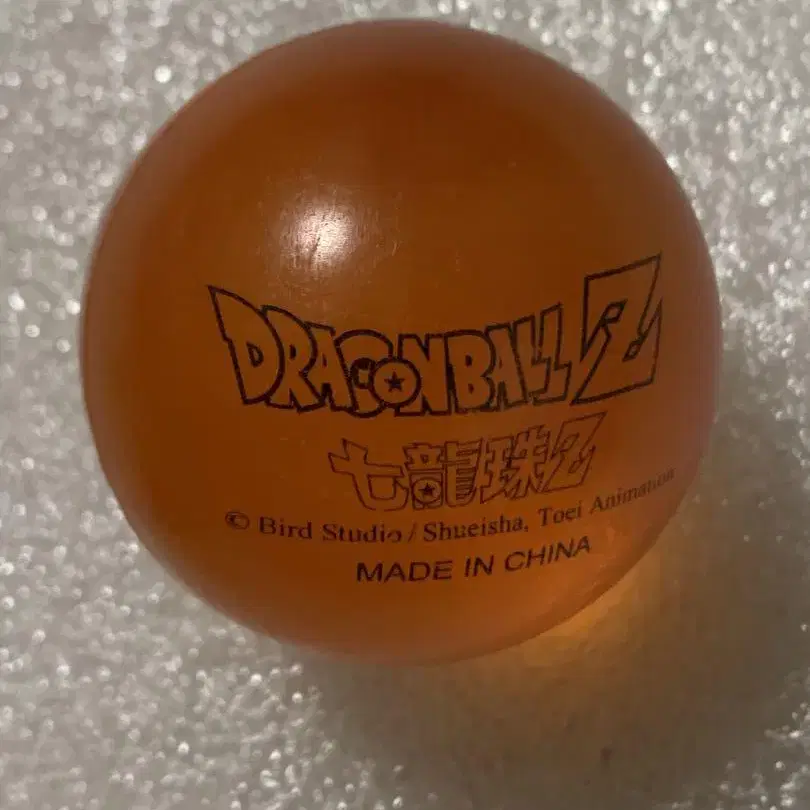 DRAGONBALL Z
七龍珠Z
© Bird Studio / Shueisha, Toei Animation
MADE IN CHINA